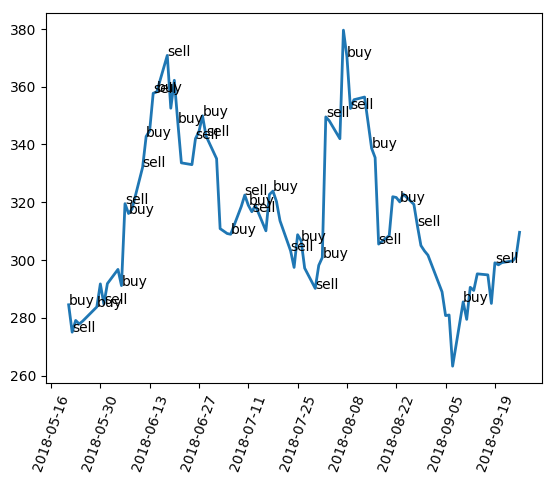 380
360
340
320
300
280
260
buy
sell
buy
sell
buy
sell
buy
sell
buy
sell
buy
sell
buy
sell
buy
sell
buy
sell
buy
sell
buy
sell
buy
sell
buy
sell
buy
sell
buy
sell
buy
sell
buy
sell
2018-05-16
2018-05-30
2018-06-13
2018-06-27
2018-07-11
2018-07-25
2018-08-08
2018-08-22
2018-09-05
2018-09-19